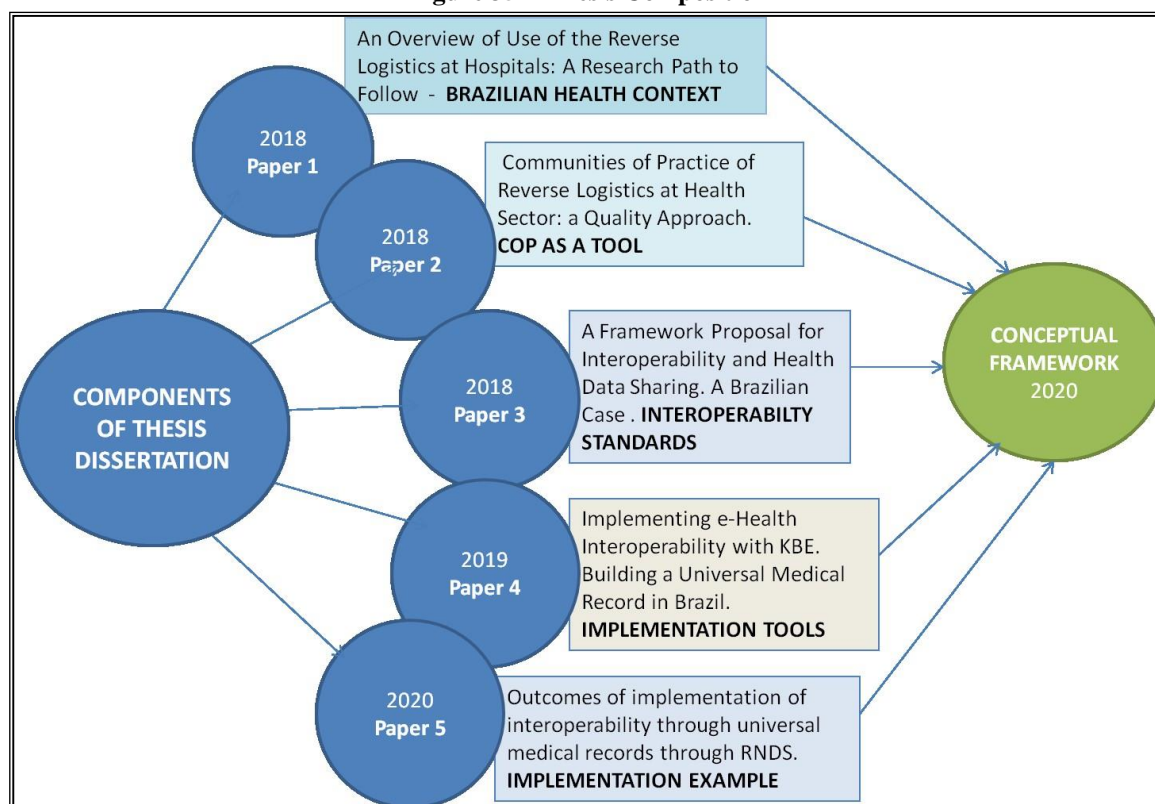 Figure Thesis Composition
An Overview of Use of the Reverse
Logistics at Hospitals: A Research Path to
Follow - BRAZILIAN HEALTH CONTEXT
2018
Paper 1
Communities of Practice of
Reverse Logistics at Health
Sector: a Quality Approach.
COP AS A TOOL
2018
Paper 2
A Framework Proposal for
Interoperability and Health
Data Sharing. A Brazilian
Case . INTEROPERABILTY
STANDARDS
2018
Paper 3
COMPONENTS
OF THESIS
DISSERTATION
CONCEPTUAL
FRAMEWORK
2020
Implementing e-Health
Interoperability with KBE.
Building a Universal Medical
Record in Brazil.
IMPLEMENTATION TOOLS
2019
Paper 4
Outcomes of implementation of
interoperability through universal
medical records through RNDS.
IMPLEMENTATION EXAMPLE
2020
Paper 5